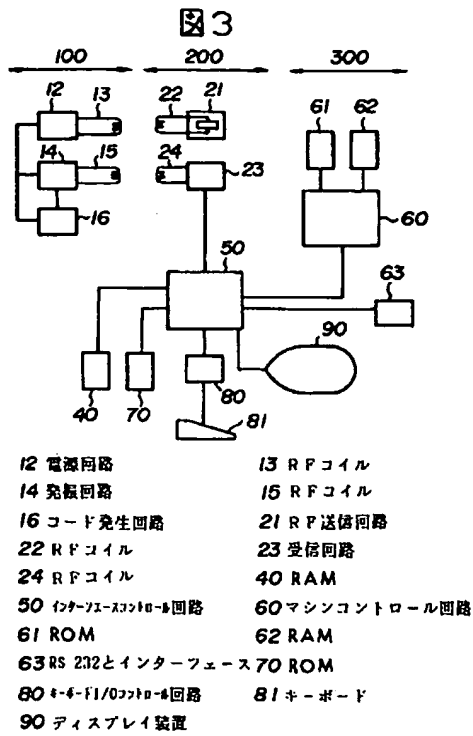 図3
100 200 300
12 13 22 21 61 62
14 15 24 23
16 60
50 63
90
40 70 80
81
12 電源回路 13 RFコイル
14 発振回路 15 RFコイル
16 コード発生回路 21 RF送信回路
22 RFコイル 23 受信回路
24 RFコイル 40 RAM
50 インターフェースコントロール回路 60 マシンコントロール回路
61 ROM 62 RAM
63 RS 232とインターフェース 70 ROM
80 キーボードI/Oコントロール回路 81 キーボード
90 ディスプレイ装置